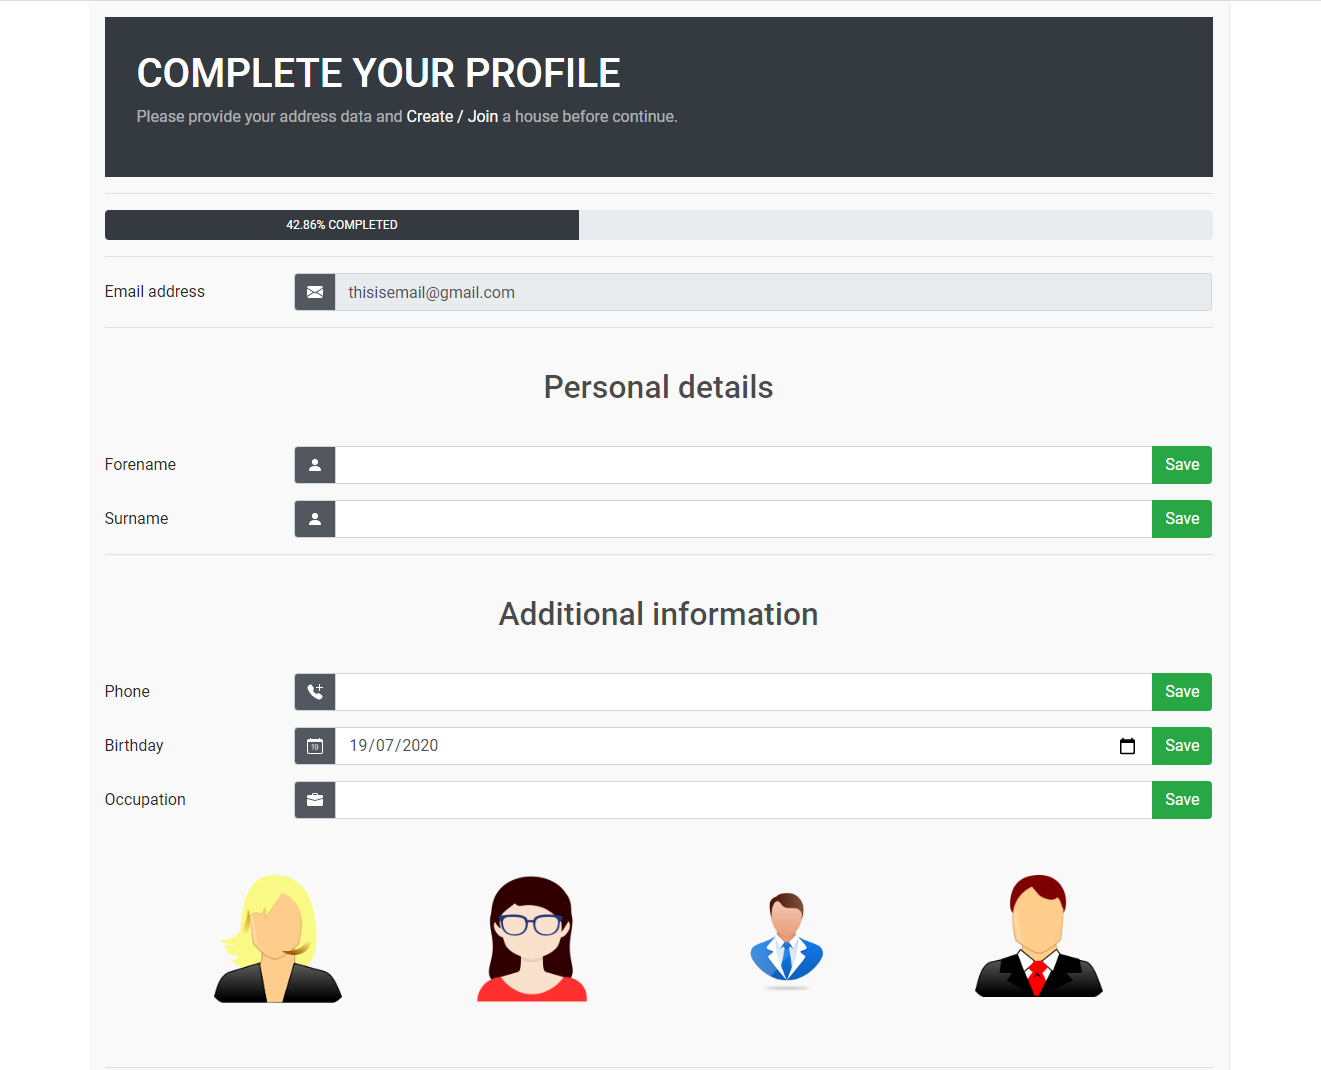 COMPLETE YOUR PROFILE
Please provide your address data and Create / Join a house before continue.
42.86% COMPLETED
Email address
thisisemail@gmail.com
Personal details
Forename
Save
Surname
Save
Additional information
Phone
Save
Birthday
19
19/07/2020
Save
Occupation
Save